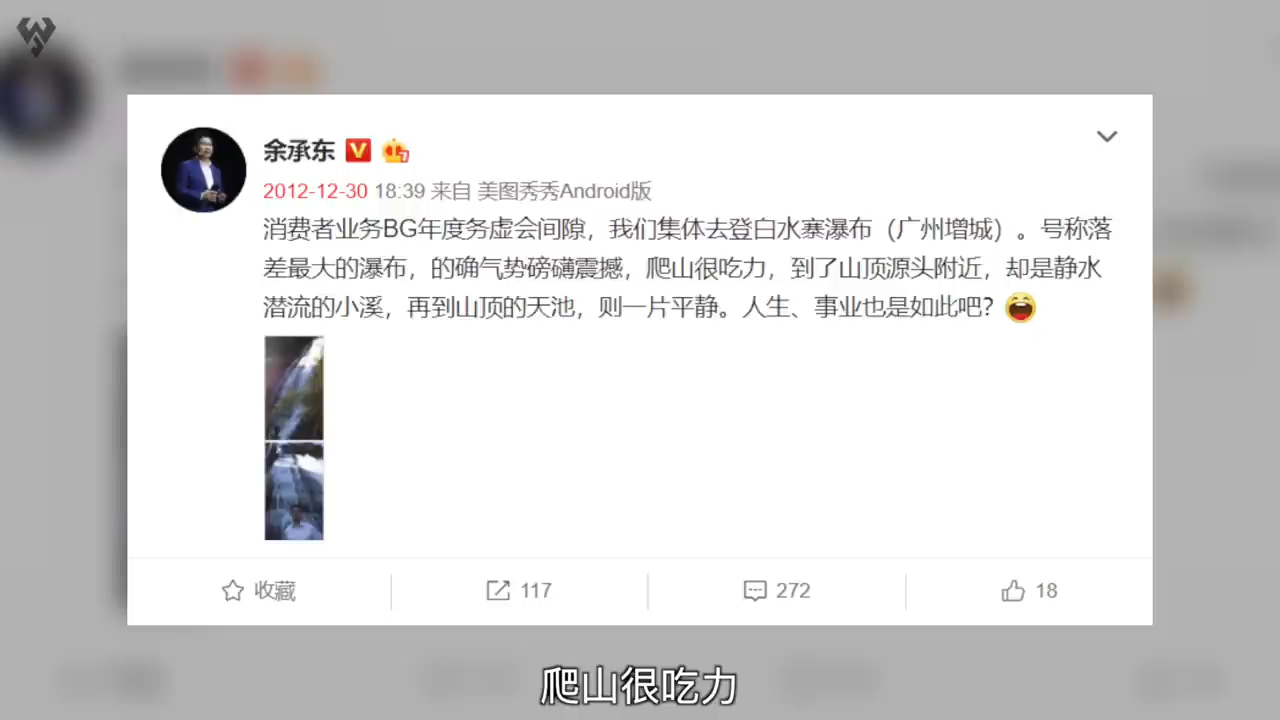 余承东
2012-12-30 18:39 来自 美图秀秀Android版
消费者业务BG年度务虚会间隙，我们集体去登白水寨瀑布（广州增城）。号称落
差最大的瀑布，的确气势磅礴震撼，爬山很吃力，到了山顶源头附近，却是静水
潜流的小溪，再到山顶的天池，则一片平静。人生、事业也是如此吧？
收藏
117
272
18
爬山很吃力